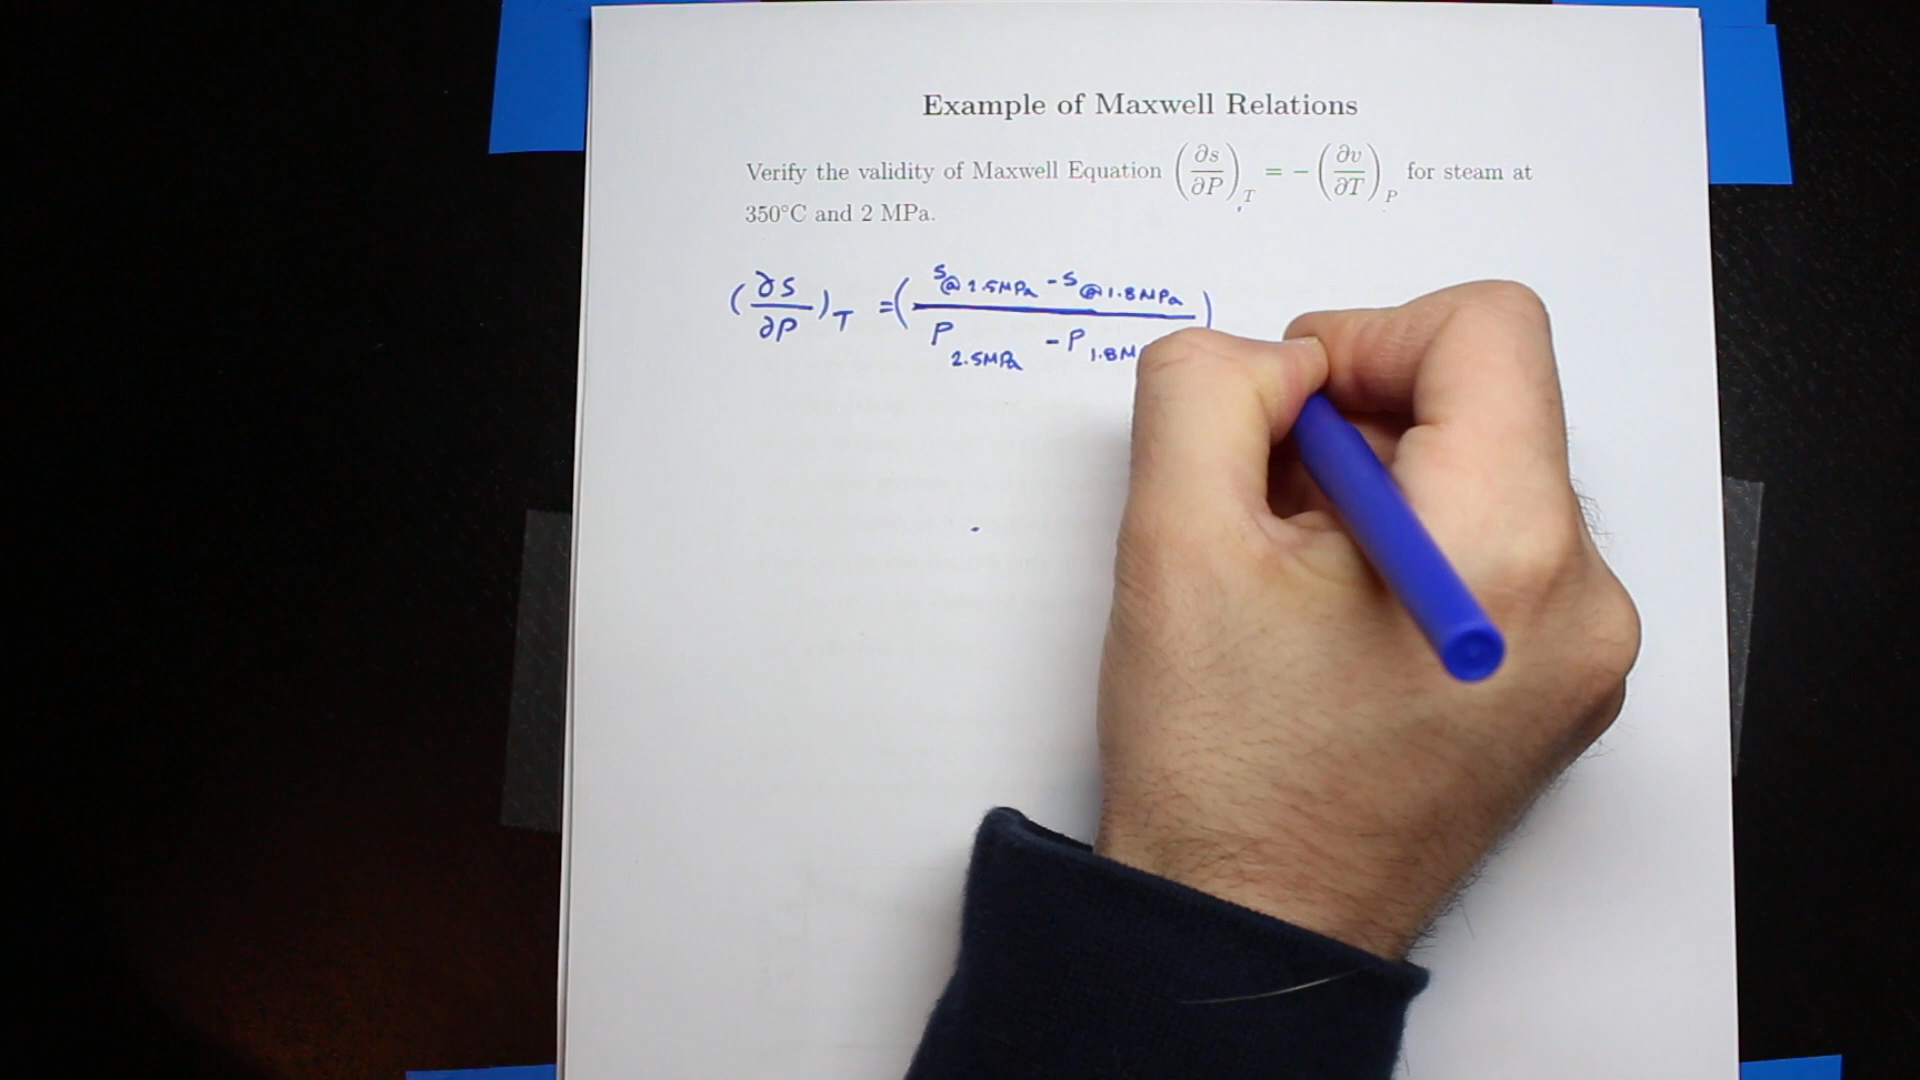 Example of Maxwell Relations
Verify the validity of Maxwell Equation (∂s/∂P)_T = − (∂v/∂T)_P for steam at
350°C and 2 MPa.
(∂s/∂P)_T = (s@2.5MPa − s@1.8MPa / P2.5MPa − P1.8M)